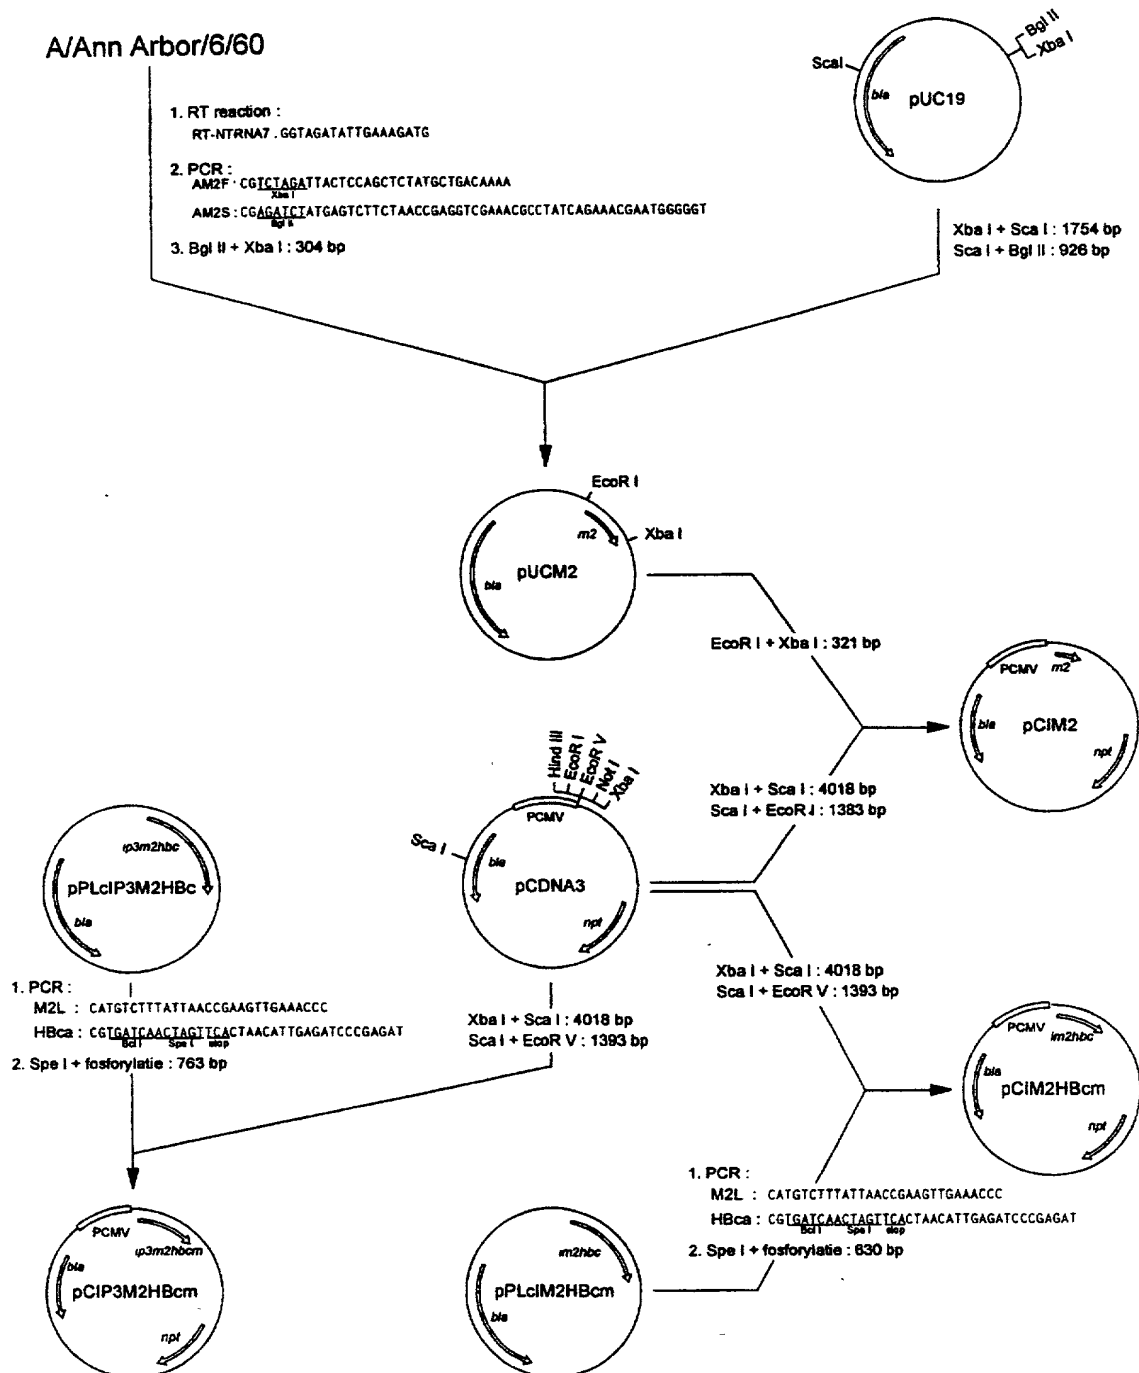 A/Ann Arbor/6/60
1. RT reaction :
RT-NTRNA7 . GGTAGATATTGAAAGATG
2. PCR :
AM2F · CGTCTAGATTACTCCAGCTCTATGCTGACAAAA
Xba I
AM2S : CGAGATCTATGAGTCTTCTAACCGAGGTCGAAACGCCTATCAGAAACGAATGGGGGT
Bgl II
3. Bgl II + Xba I : 304 bp
Sca I
Bgl II
Xba I
bla
pUC19
Xba I + Sca I : 1754 bp
Sca I + Bgl II : 926 bp
EcoR I
m2
Xba I
pUCM2
bla
EcoR I + Xba I : 321 bp
PCMV
m2
bla
pCIM2
npt
Hind III
EcoR I
EcoR V
Not I
Xba I
PCMV
Sca I
bla
pCDNA3
npt
Xba I + Sca I : 4018 bp
Sca I + EcoR I : 1383 bp
ip3m2hbc
pPLcIP3M2HBc
bla
1. PCR :
M2L : CATGTCTTTATTAACCGAAGTTGAAACCC
HBca : CGTGATCAACTAGTTCACTAACATTGAGATCCCGAGAT
Bcl I Spe I stop
2. Spe I + fosforylatie : 763 bp
Xba I + Sca I : 4018 bp
Sca I + EcoR V : 1393 bp
Xba I + Sca I : 4018 bp
Sca I + EcoR V : 1393 bp
PCMV
im2hbc
bla
pCIM2HBcm
npt
1. PCR :
M2L : CATGTCTTTATTAACCGAAGTTGAAACCC
HBca : CGTGATCAACTAGTTCACTAACATTGAGATCCCGAGAT
Bcl I Spe I stop
2. Spe I + fosforylatie : 630 bp
PCMV
ip3m2hbcm
bla
pCIP3M2HBcm
npt
im2hbc
pPLcIM2HBcm
bla